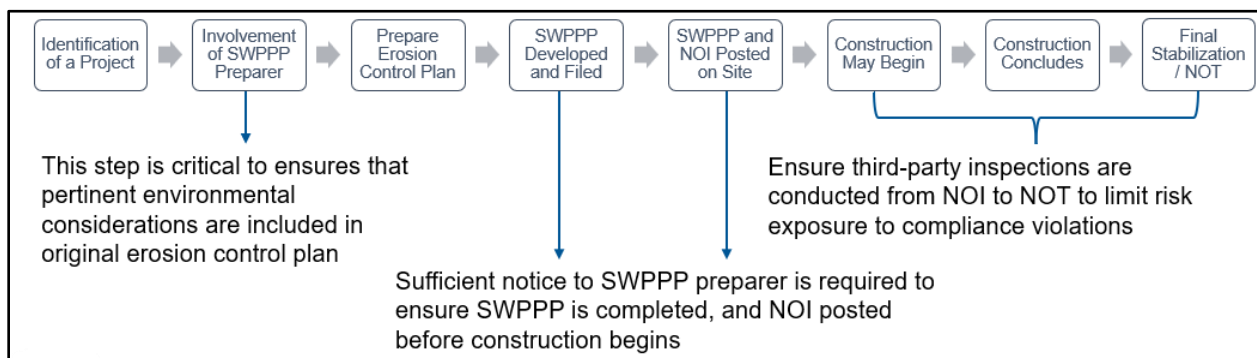 Identification
of a Project
Involvement
of SWPPP
Preparer
Prepare
Erosion
Control Plan
SWPPP
Developed
and Filed
SWPPP and
NOI Posted
on Site
Construction
May Begin
Construction
Concludes
Final
Stabilization
/ NOT
This step is critical to ensures that
pertinent environmental
considerations are included in
original erosion control plan
Sufficient notice to SWPPP preparer is required to
ensure SWPPP is completed, and NOI posted
before construction begins
Ensure third-party inspections are
conducted from NOI to NOT to limit risk
exposure to compliance violations